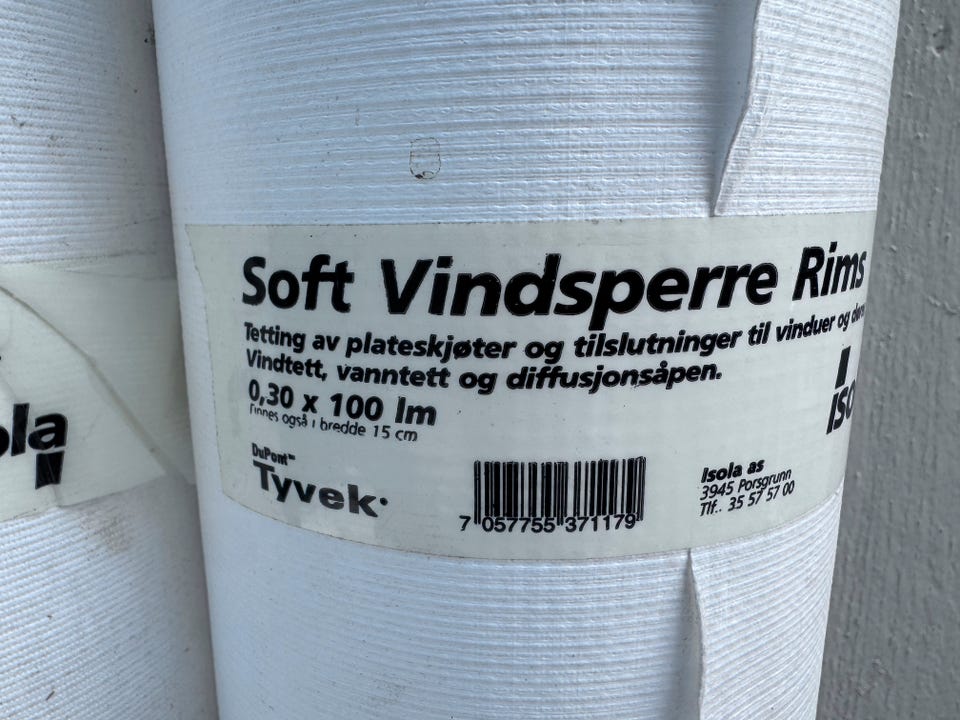 Soft Vindsperre Rims
Tetting av plateskjøter og tilslutninger til vinduer og
Vindtett, vanntett og diffusjonsåpen.
0,30 x 100 lm
Finnes også i bredde 15 cm
DuPont™
Tyvek®
7 057755 371179
Isola as
3945 Porsgrunn
Tlf.. 35 57 57 00
Iso
ola